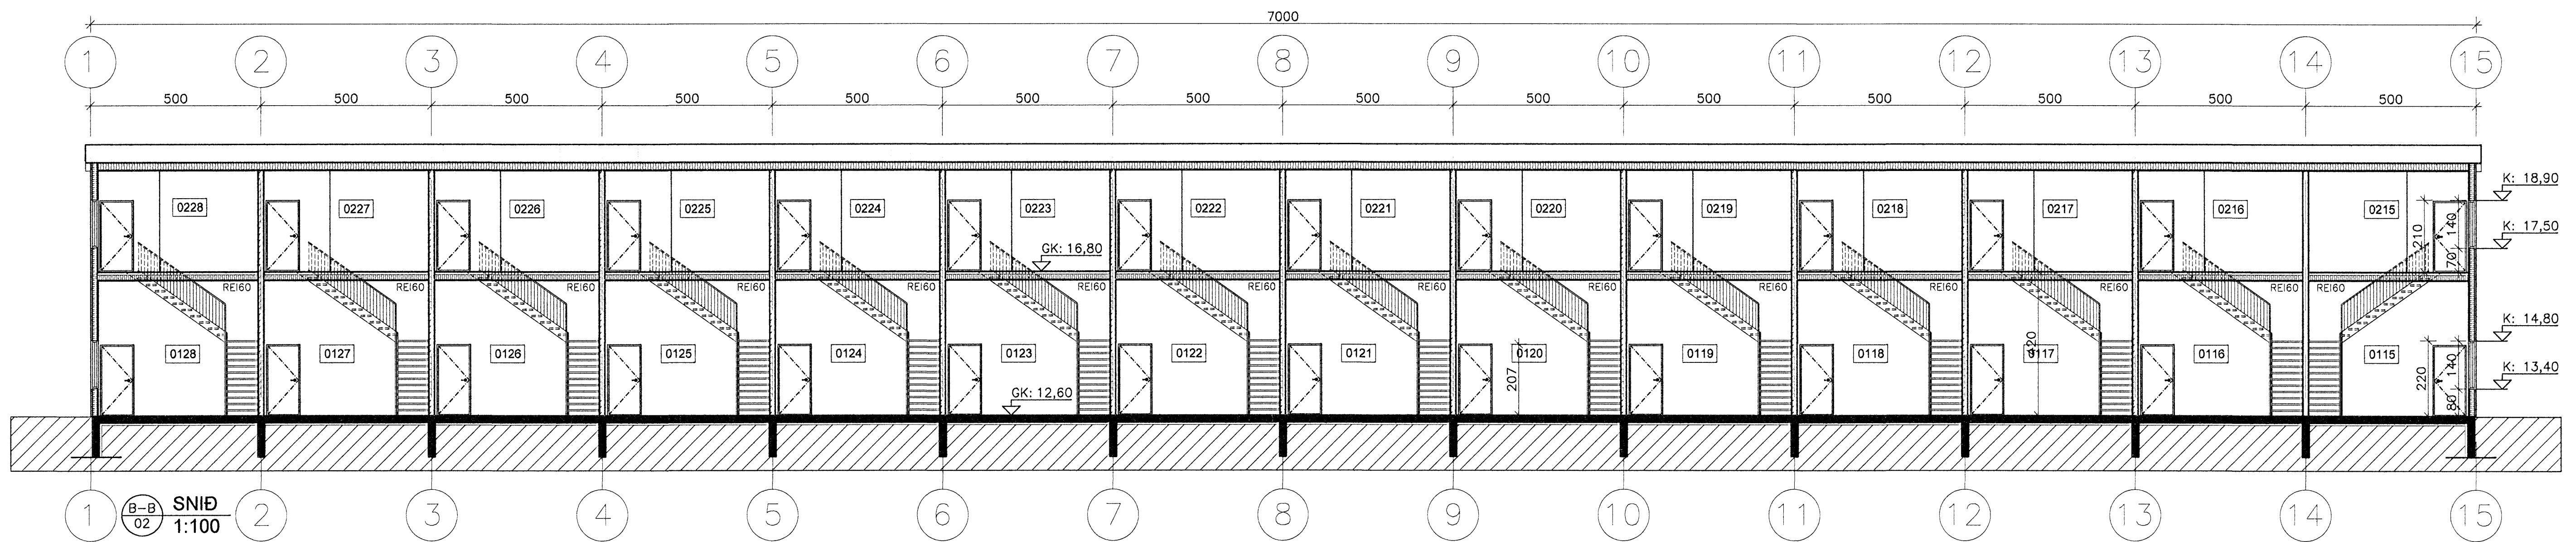 7000
1 2 3 4 5 6 7 8 9 10 11 12 13 14 15
500 500 500 500 500 500 500 500 500 500 500 500 500 500
K: 18,90
0228 0227 0226 0225 0224 0223 0222 0221 0220 0219 0218 0217 0216 0215
210 140
K: 17,50
GK: 16,80
70
REI60 REI60 REI60 REI60 REI60 REI60 REI60 REI60 REI60 REI60 REI60 REI60 REI60 REI60
K: 14,80
0128 0127 0126 0125 0124 0123 0122 0121 0120 0119 0118 0117 0116 0115
420
207
220 140
K: 13,40
GK: 12,60
80
1 2 3 4 5 6 7 8 9 10 11 12 13 14 15
B-B SNIÐ
02 1:100